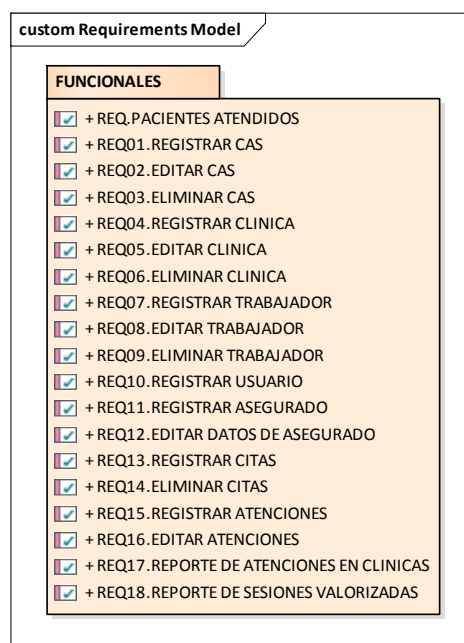 custom Requirements Model
FUNCIONALES
+ REQ.PACIENTES ATENDIDOS
+ REQ01.REGISTRAR CAS
+ REQ02.EDITAR CAS
+ REQ03.ELIMINAR CAS
+ REQ04.REGISTRAR CLINICA
+ REQ05.EDITAR CLINICA
+ REQ06.ELIMINAR CLINICA
+ REQ07.REGISTRAR TRABAJADOR
+ REQ08.EDITAR TRABAJADOR
+ REQ09.ELIMINAR TRABAJADOR
+ REQ10.REGISTRAR USUARIO
+ REQ11.REGISTRAR ASEGURADO
+ REQ12.EDITAR DATOS DE ASEGURADO
+ REQ13.REGISTRAR CITAS
+ REQ14.ELIMINAR CITAS
+ REQ15.REGISTRAR ATENCIONES
+ REQ16.EDITAR ATENCIONES
+ REQ17.REPORTE DE ATENCIONES EN CLINICAS
+ REQ18.REPORTE DE SESIONES VALORIZADAS